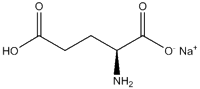 O O
HO O⁻ Na⁺
NH₂